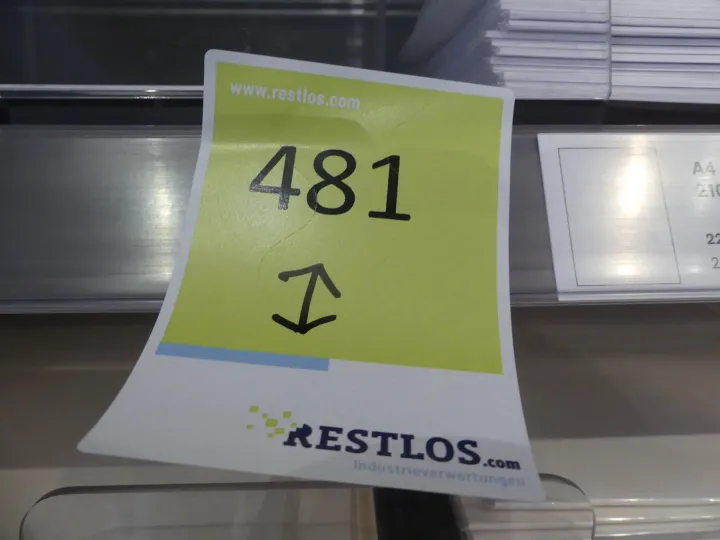 www.restlos.com
481
RESTLOS.com
Industrieverwertungen
A4